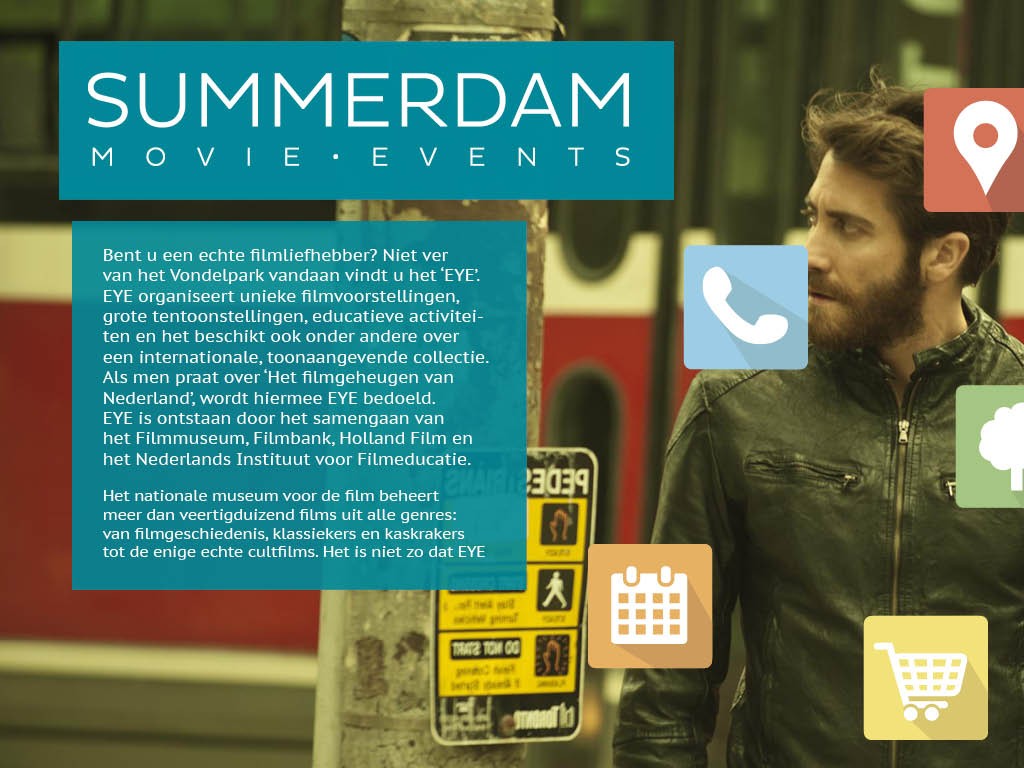 SUMMERDAM
MOVIE · EVENTS
Bent u een echte filmliefhebber? Niet ver
van het Vondelpark vandaan vindt u het ‘EYE’.
EYE organiseert unieke filmvoorstellingen,
grote tentoonstellingen, educatieve activitei-
ten en het beschikt ook onder andere over
een internationale, toonaangevende collectie.
Als men praat over ‘Het filmgeheugen van
Nederland’, wordt hiermee EYE bedoeld.
EYE is ontstaan door het samengaan van
het Filmmuseum, Filmbank, Holland Film en
het Nederlands Instituut voor Filmeducatie.
Het nationale museum voor de film beheert
meer dan veertigduizend films uit alle genres:
van filmgeschiedenis, klassiekers en kaskrakers
tot de enige echte cultfilms. Het is niet zo dat EYE
PEDESTRIANS
DO NOT START
TORONTO